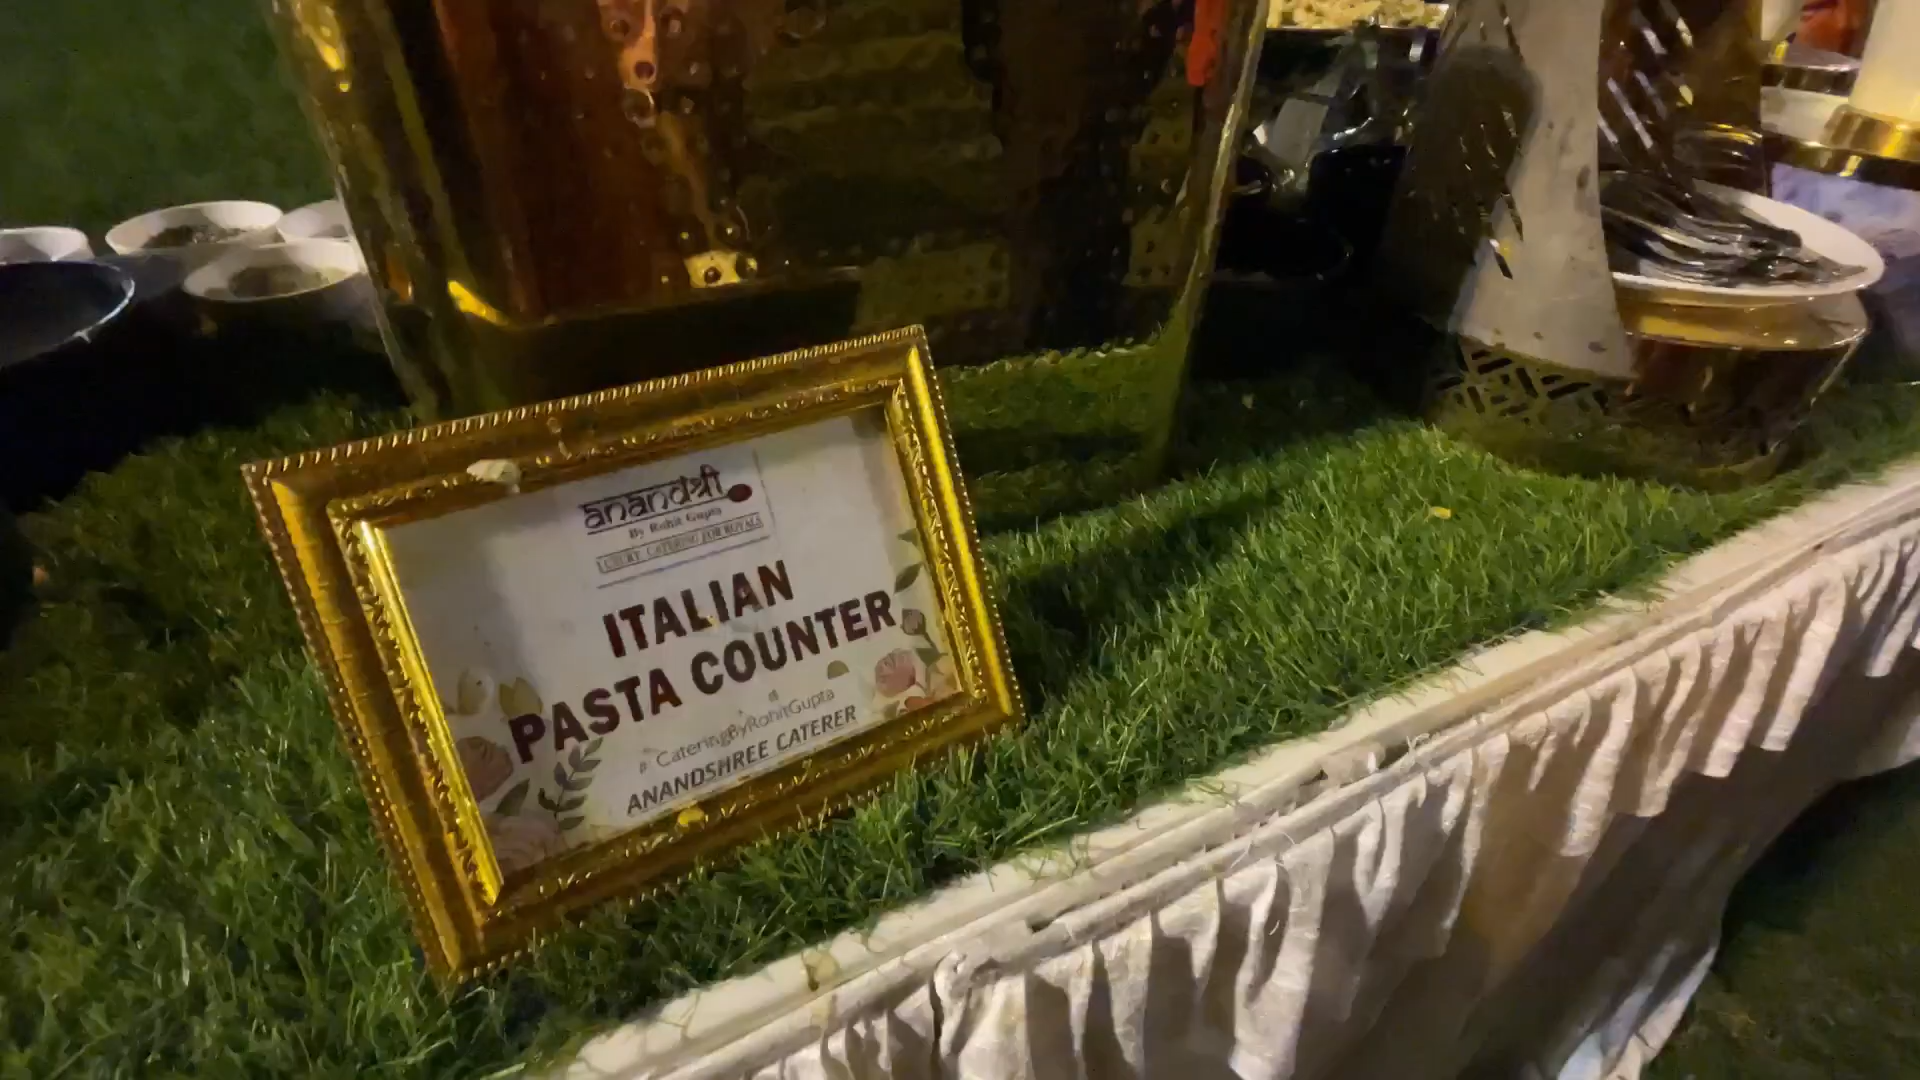 anandश्री
By Rohit Gupta
LUXURY CATERING FOR ROYALS
ITALIAN
PASTA COUNTER
CateringByRohitGupta
ANANDSHREE CATERER